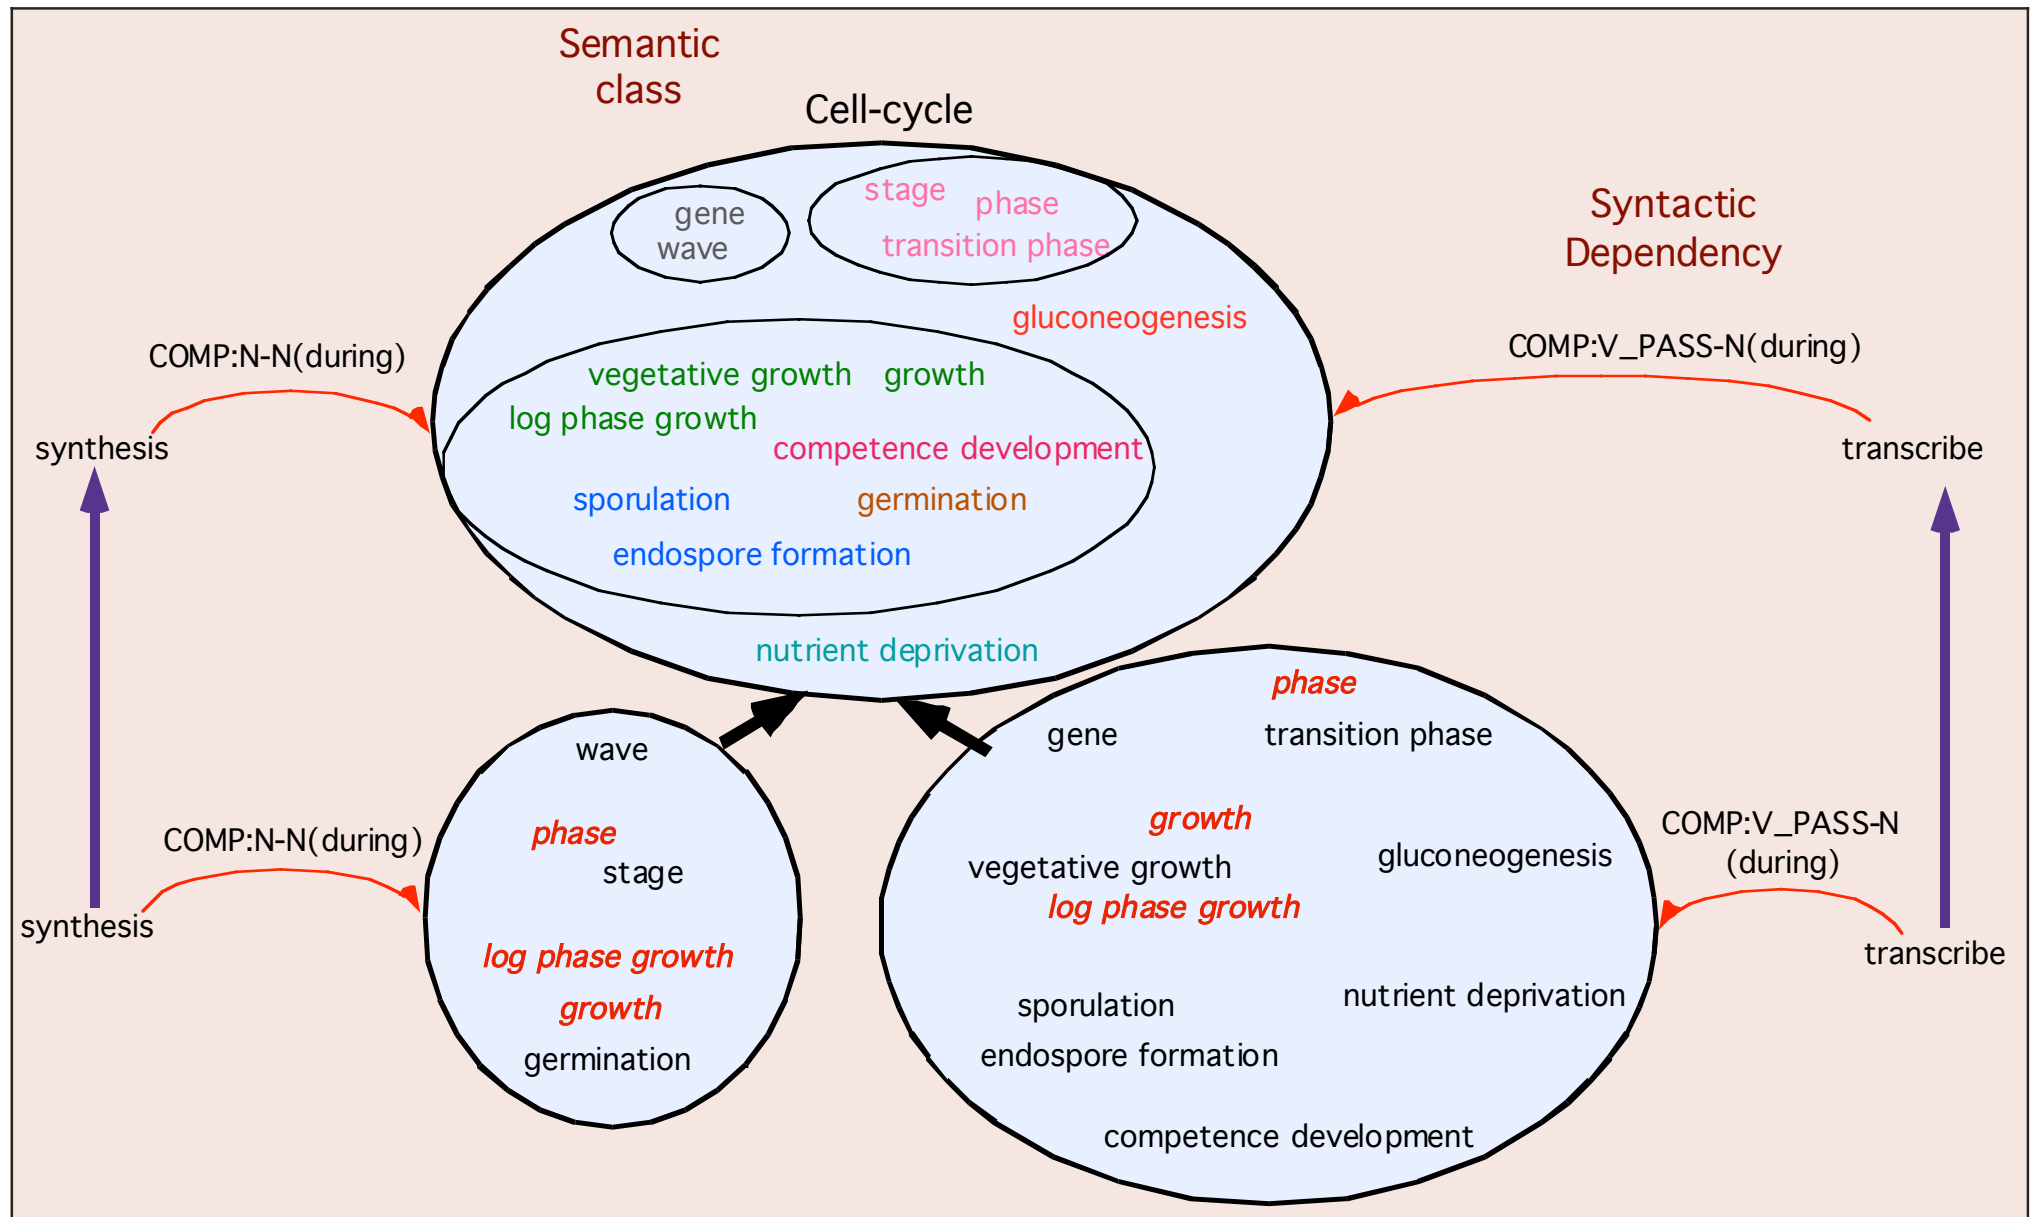 Semantic
class
Cell-cycle
gene
wave
stage
phase
transition phase
Syntactic
Dependency
gluconeogenesis
COMP:N-N(during)
COMP:V_PASS-N(during)
vegetative growth
growth
log phase growth
competence development
synthesis
transcribe
sporulation
germination
endospore formation
nutrient deprivation
wave
phase
stage
log phase growth
growth
germination
COMP:N-N(during)
synthesis
phase
gene
transition phase
growth
vegetative growth
gluconeogenesis
log phase growth
sporulation
nutrient deprivation
endospore formation
competence development
COMP:V_PASS-N
(during)
transcribe